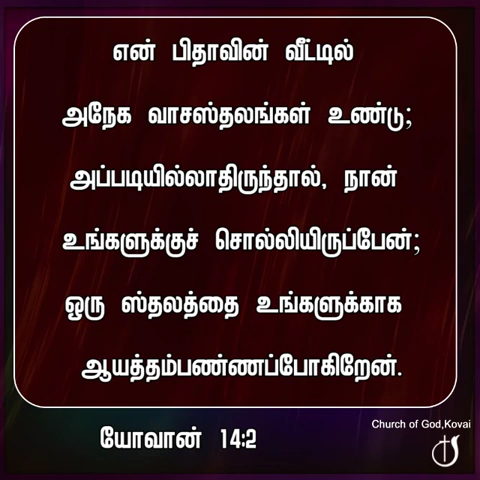 என் பிதாவின் வீட்டில்
அநேக வாசஸ்தலங்கள் உண்டு;
அப்படியில்லாதிருந்தால், நான்
உங்களுக்குச் சொல்லியிருப்பேன்;
ஒரு ஸ்தலத்தை உங்களுக்காக
ஆயத்தம்பண்ணப்போகிறேன்.
யோவான் 14:2
Church of God,Kovai